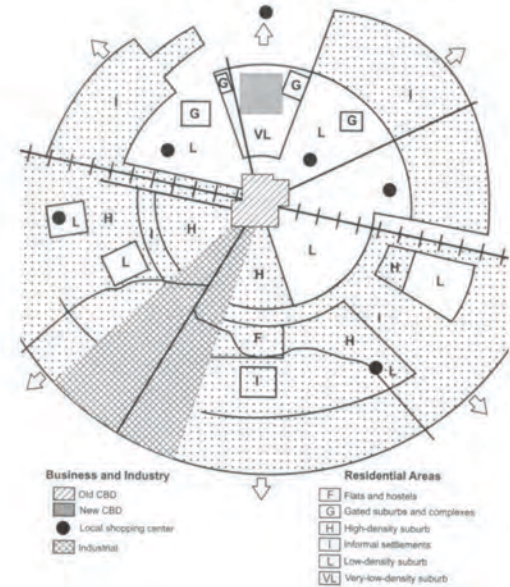 I
G
G
G
L
VL
L
G
I
L
H
I
H
L
L
H
L
H
L
I
F
H
L
I
Business and Industry
Old CBD
New CBD
Local shopping center
Industrial
Residential Areas
F Flats and hostels
G Gated suburbs and complexes
H High-density suburb
I Informal settlements
L Low-density suburb
VL Very-low-density suburb